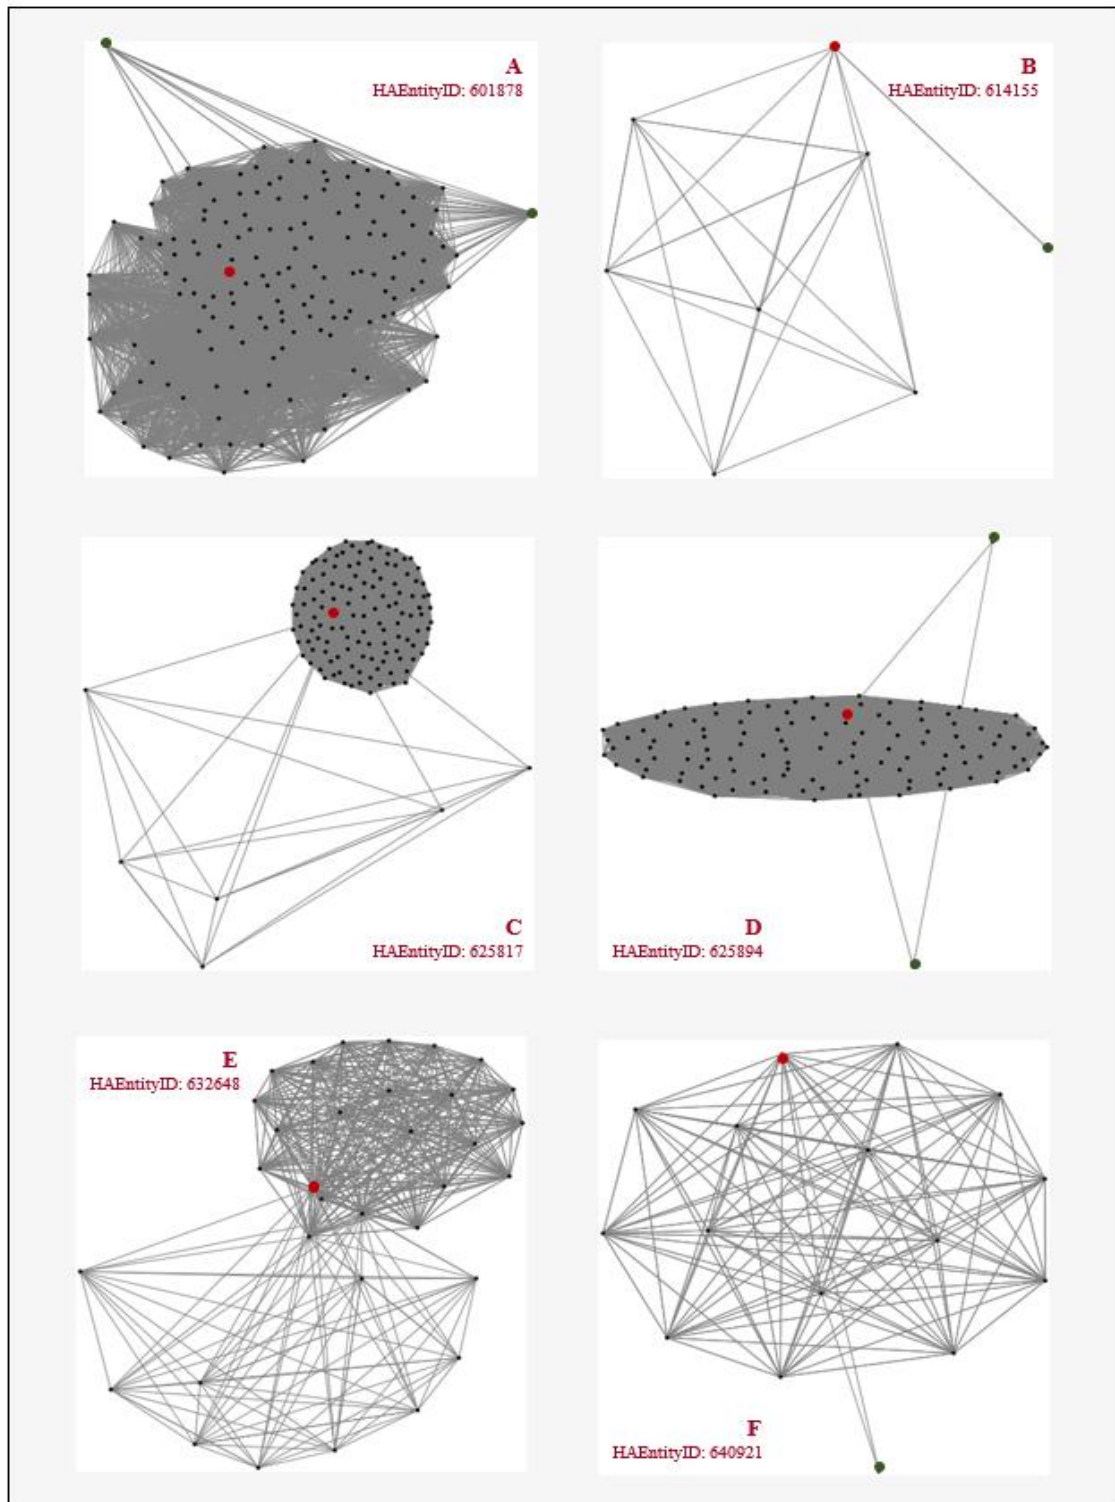 A
HAEntityID: 601878
B
HAEntityID: 614155
C
HAEntityID: 625817
D
HAEntityID: 625894
E
HAEntityID: 632648
F
HAEntityID: 640921